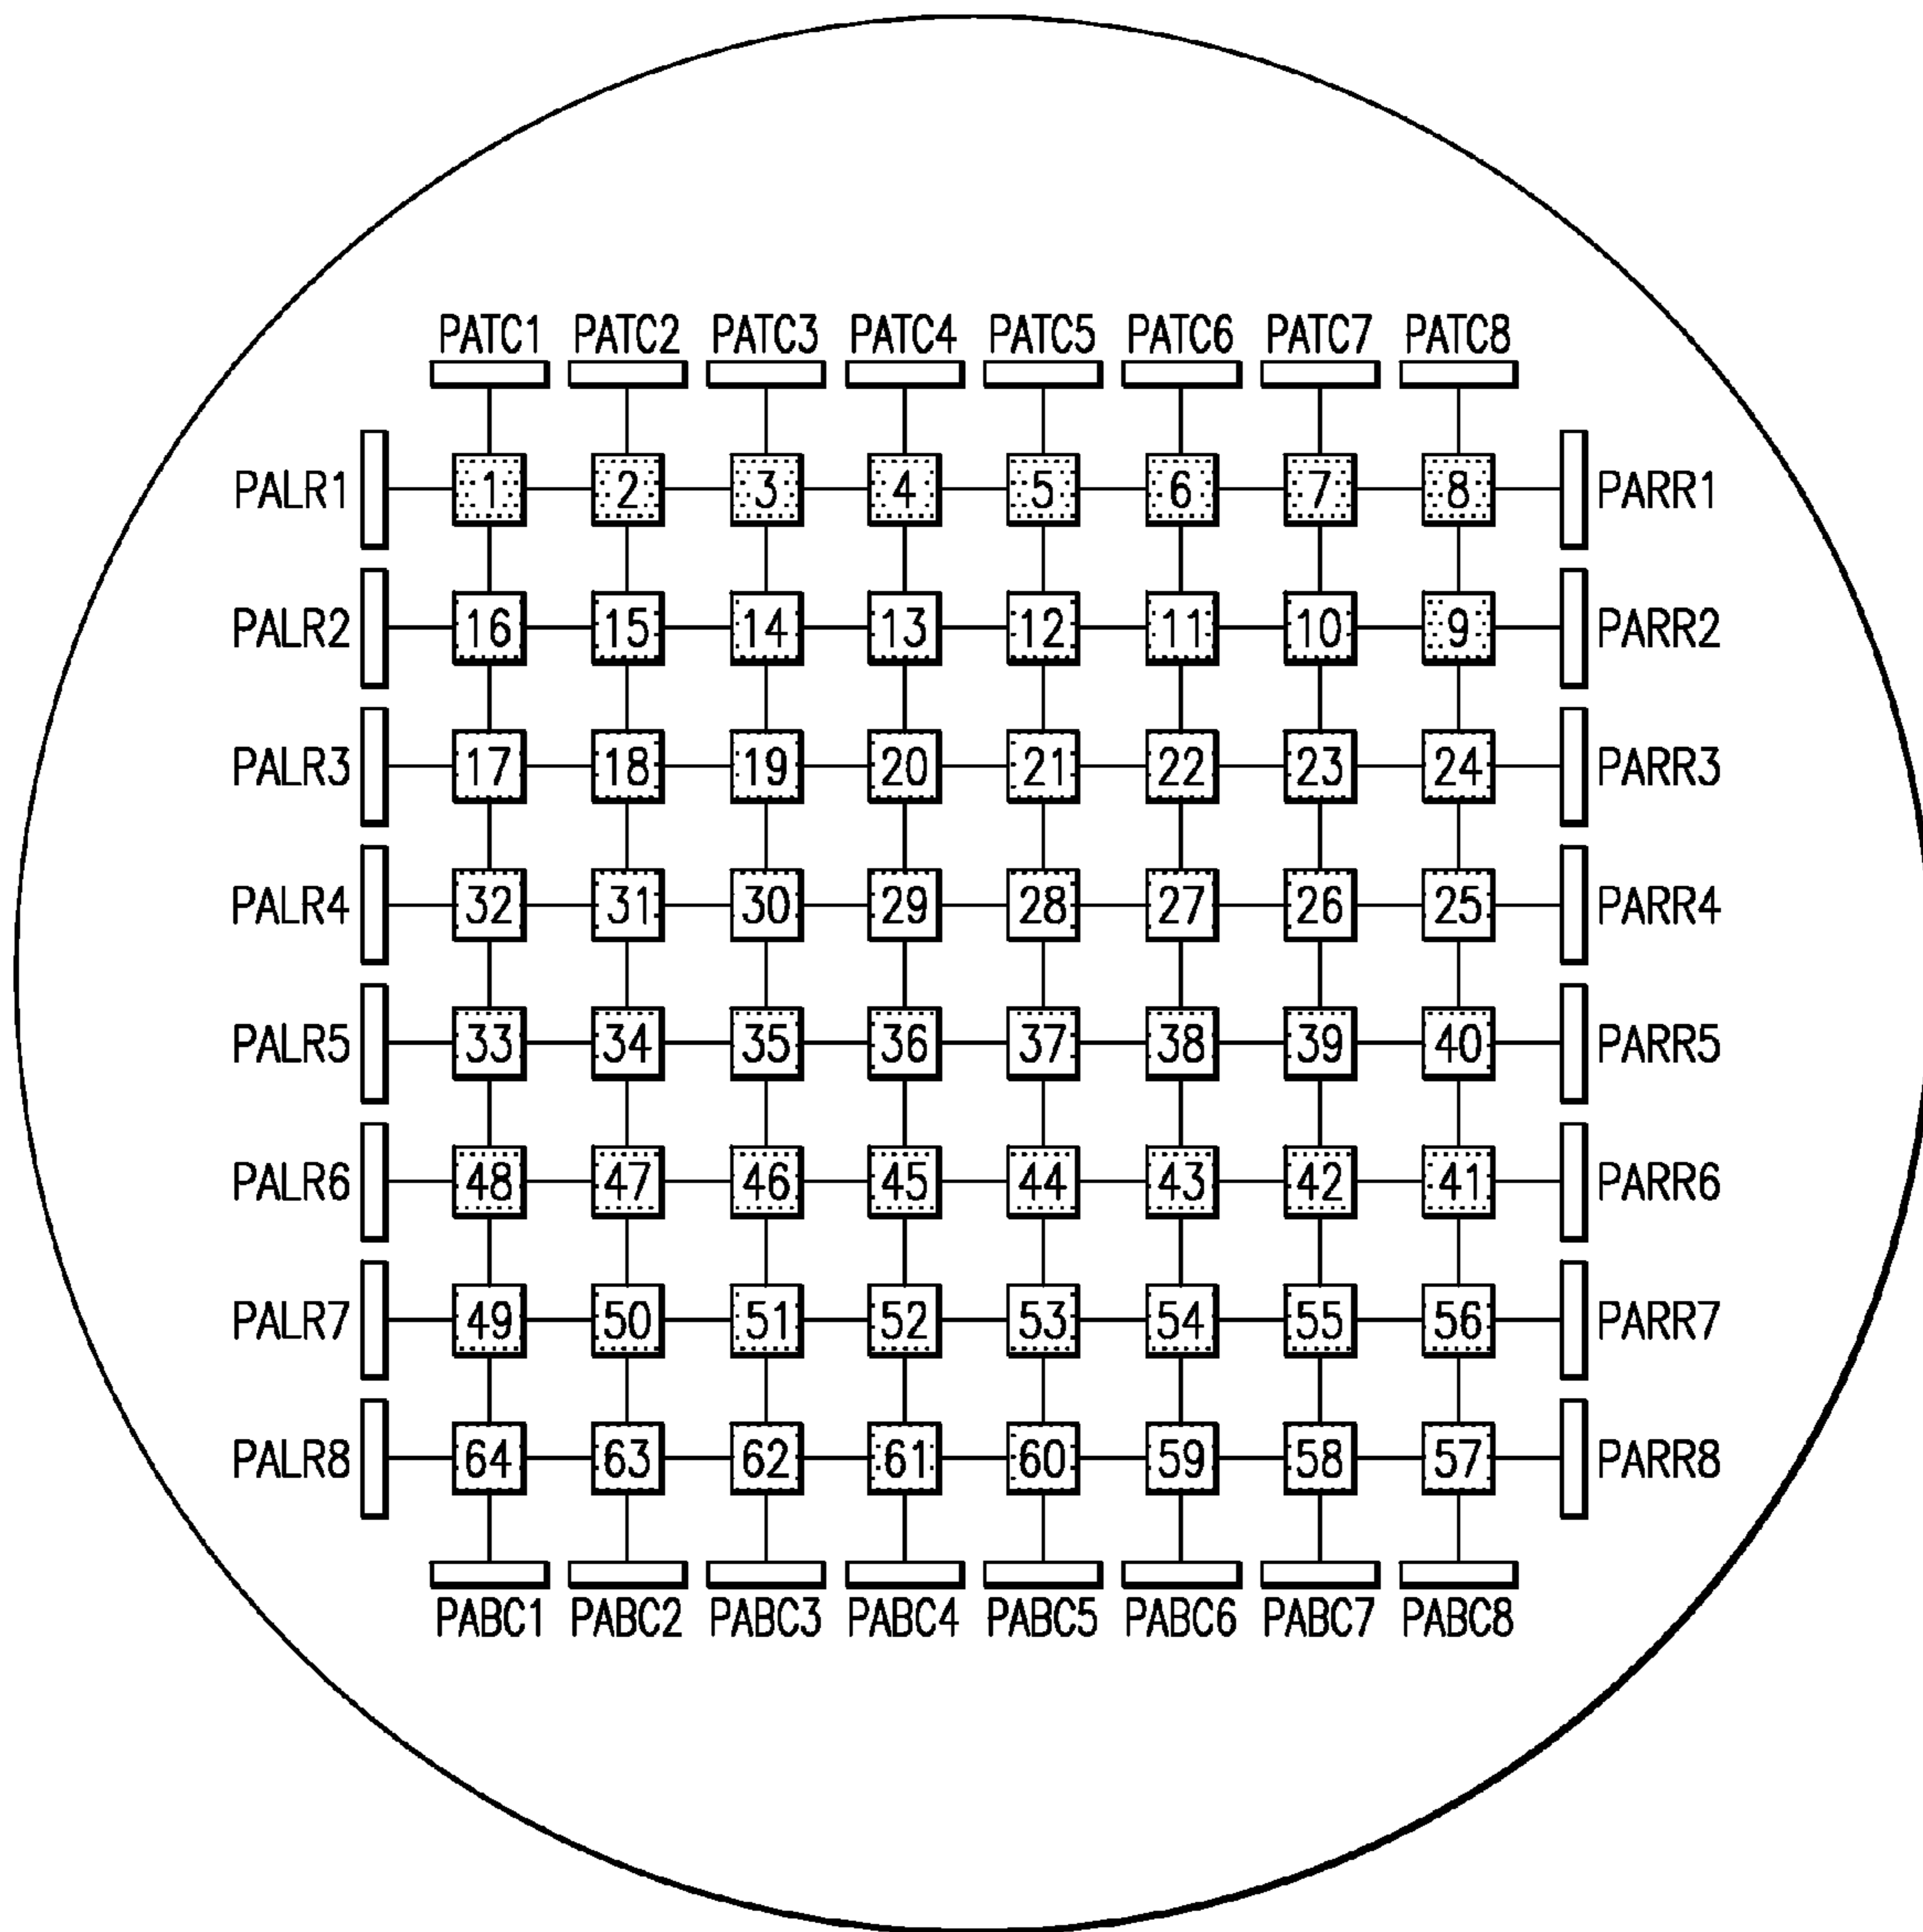 PATC1 PATC2 PATC3 PATC4 PATC5 PATC6 PATC7 PATC8
PALR1 1 2 3 4 5 6 7 8 PARR1
PALR2 16 15 14 13 12 11 10 9 PARR2
PALR3 17 18 19 20 21 22 23 24 PARR3
PALR4 32 31 30 29 28 27 26 25 PARR4
PALR5 33 34 35 36 37 38 39 40 PARR5
PALR6 48 47 46 45 44 43 42 41 PARR6
PALR7 49 50 51 52 53 54 55 56 PARR7
PALR8 64 63 62 61 60 59 58 57 PARR8
PABC1 PABC2 PABC3 PABC4 PABC5 PABC6 PABC7 PABC8